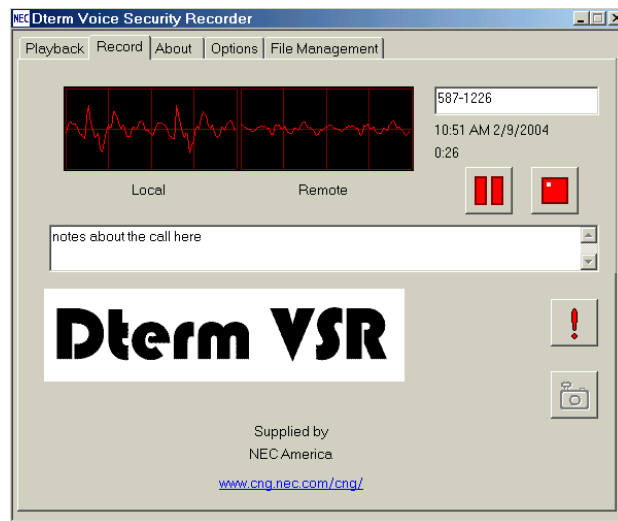 NEC Dterm Voice Security Recorder
Playback Record About Options File Management
587-1226
10:51 AM 2/9/2004
0:26
Local Remote
notes about the call here
Dterm VSR
!
Supplied by
NEC America
www.cng.nec.com/cng/